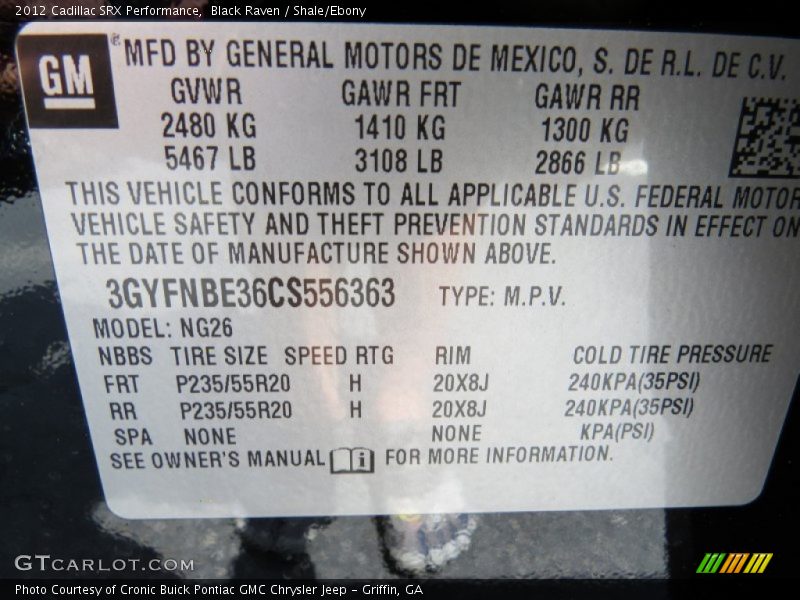 2012 Cadillac SRX Performance, Black Raven / Shale/Ebony
GM
® MFD BY GENERAL MOTORS DE MEXICO, S. DE R.L. DE C.V.
GVWR GAWR FRT GAWR RR
2480 KG 1410 KG 1300 KG
5467 LB 3108 LB 2866 LB
THIS VEHICLE CONFORMS TO ALL APPLICABLE U.S. FEDERAL MOTOR
VEHICLE SAFETY AND THEFT PREVENTION STANDARDS IN EFFECT ON
THE DATE OF MANUFACTURE SHOWN ABOVE.
3GYFNBE36CS556363 TYPE: M.P.V.
MODEL: NG26
NBBS TIRE SIZE SPEED RTG RIM COLD TIRE PRESSURE
FRT P235/55R20 H 20X8J 240KPA(35PSI)
RR P235/55R20 H 20X8J 240KPA(35PSI)
SPA NONE NONE KPA(PSI)
SEE OWNER'S MANUAL i FOR MORE INFORMATION.
GTCARLOT.COM
Photo Courtesy of Cronic Buick Pontiac GMC Chrysler Jeep - Griffin, GA